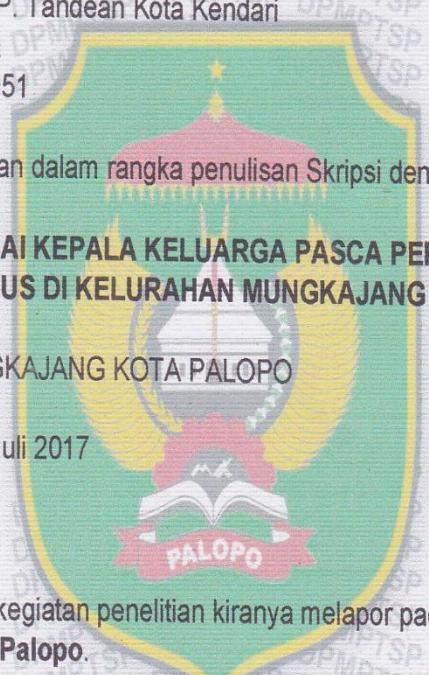 P. Tandean Kota Kendari
51
an dalam rangka penulisan Skripsi den
AI KEPALA KELUARGA PASCA PE
US DI KELURAHAN MUNGKAJANG
GKAJANG KOTA PALOPO
uli 2017
PALOPO
kegiatan penelitian kiranya melapor pa
Palopo.